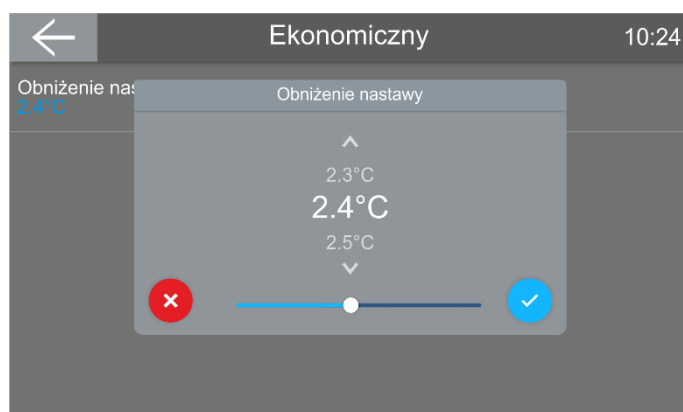 Ekonomiczny
10:24
Obniżenie nas
2.4°C
Obniżenie nastawy
2.3°C
2.4°C
2.5°C